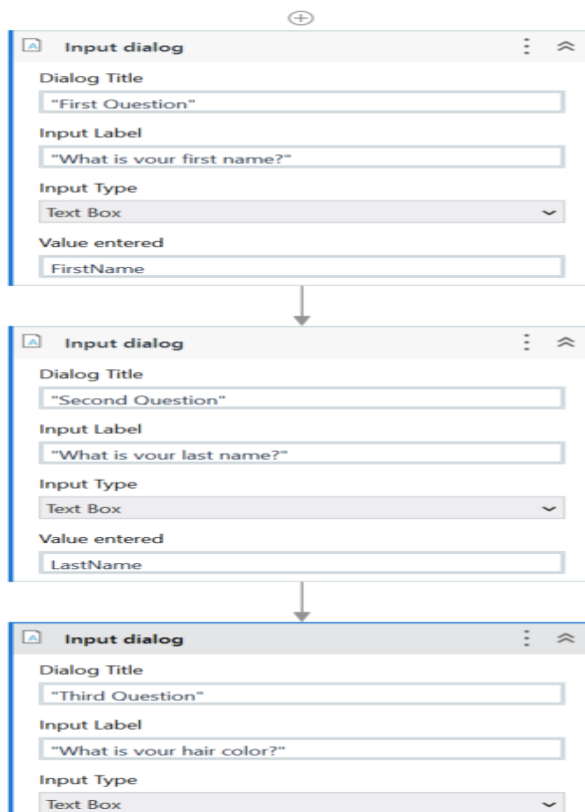 Input dialog
Dialog Title
"First Question"
Input Label
"What is your first name?"
Input Type
Text Box
Value entered
FirstName
Input dialog
Dialog Title
"Second Question"
Input Label
"What is your last name?"
Input Type
Text Box
Value entered
LastName
Input dialog
Dialog Title
"Third Question"
Input Label
"What is your hair color?"
Input Type
Text Box